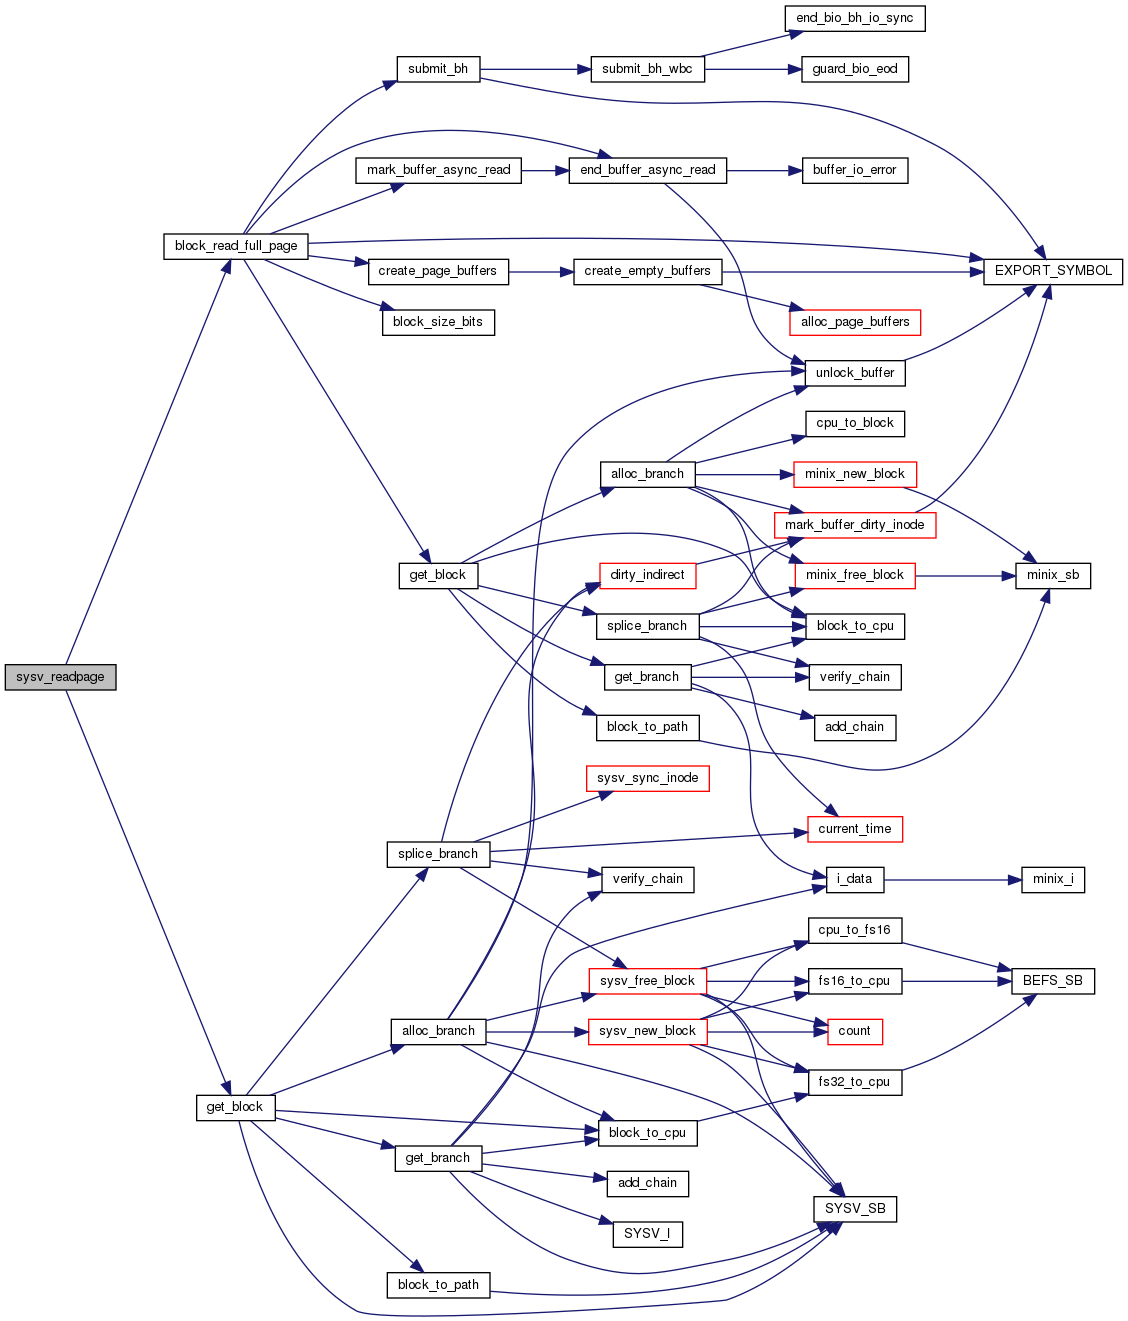 end_bio_bh_io_sync
submit_bh
submit_bh_wbc
guard_bio_eod
mark_buffer_async_read
end_buffer_async_read
buffer_io_error
block_read_full_page
create_page_buffers
create_empty_buffers
EXPORT_SYMBOL
block_size_bits
alloc_page_buffers
unlock_buffer
cpu_to_block
alloc_branch
minix_new_block
mark_buffer_dirty_inode
get_block
dirty_indirect
minix_free_block
minix_sb
splice_branch
block_to_cpu
sysv_readpage
get_branch
verify_chain
block_to_path
add_chain
sysv_sync_inode
current_time
splice_branch
verify_chain
i_data
minix_i
cpu_to_fs16
sysv_free_block
fs16_to_cpu
BEFS_SB
alloc_branch
sysv_new_block
count
fs32_to_cpu
get_block
block_to_cpu
get_branch
add_chain
SYSV_SB
SYSV_I
block_to_path